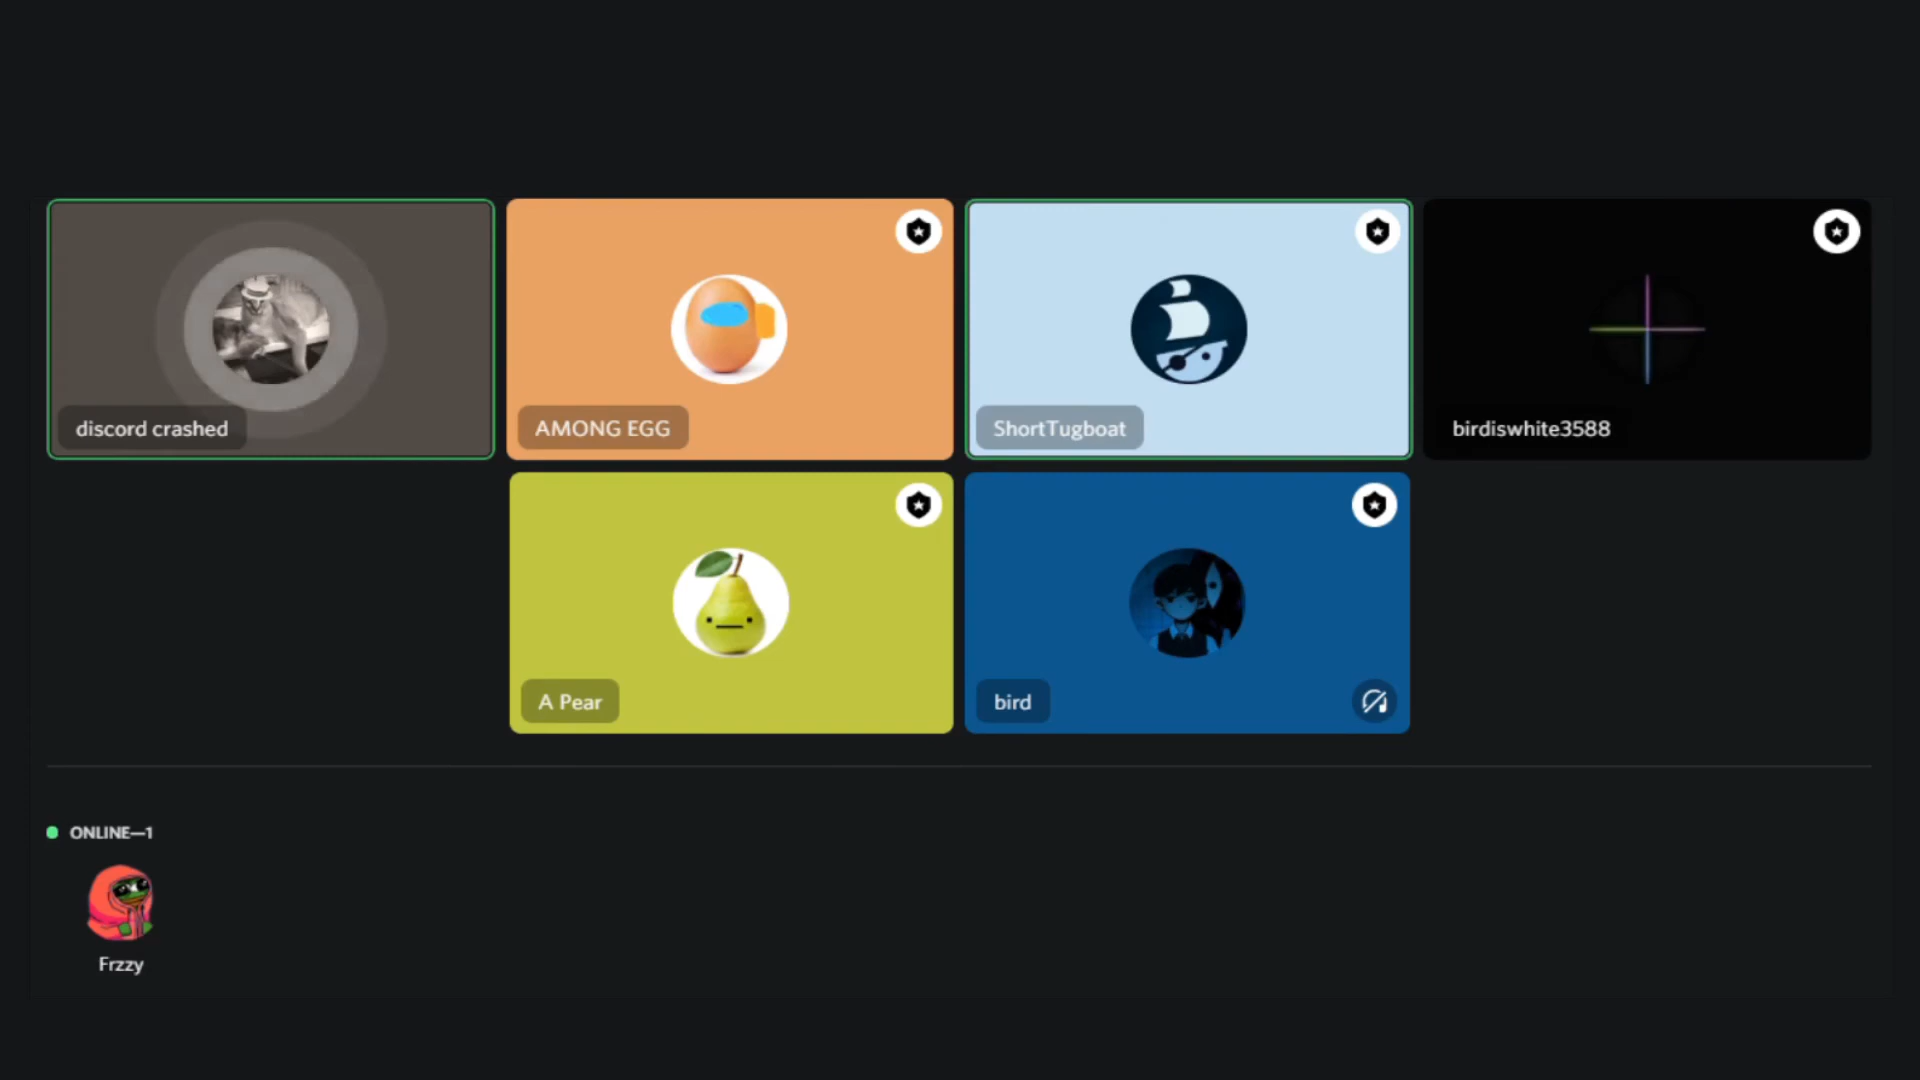 discord crashed
AMONG EGG
ShortTugboat
birdiswhite3588
A Pear
bird
ONLINE—1
Frzzy